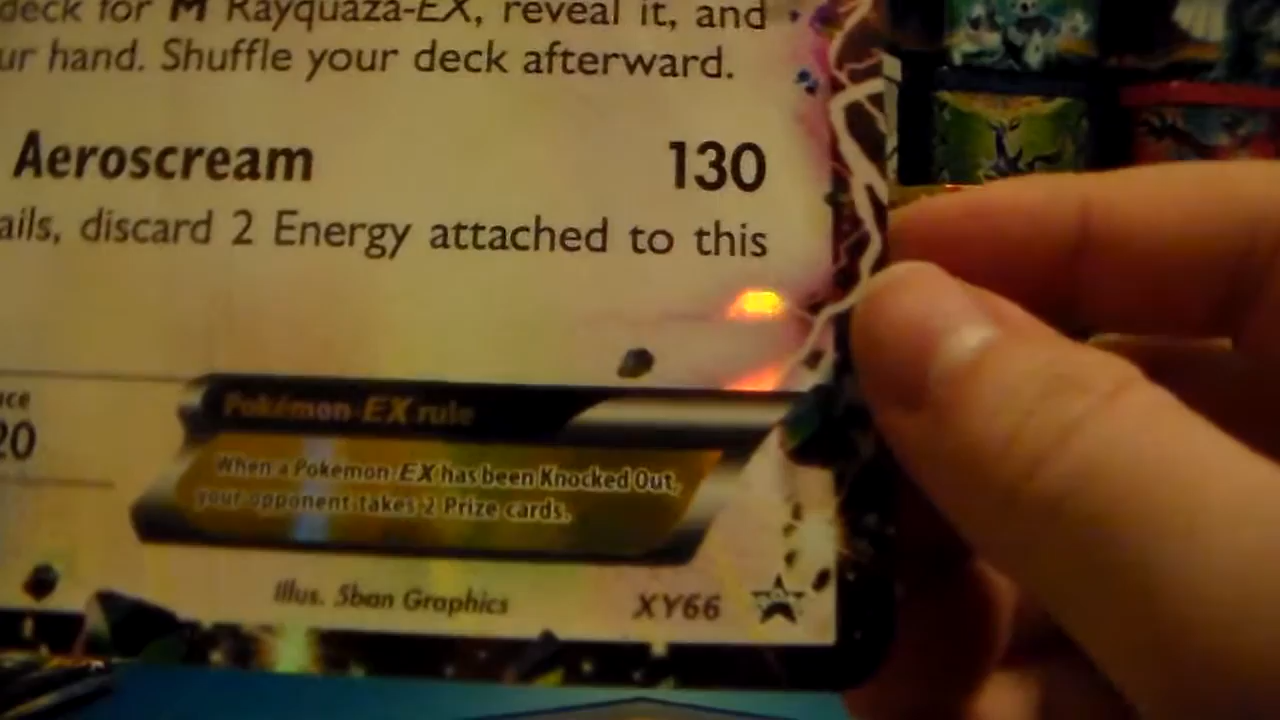 deck for M Rayquaza-EX, reveal it, and
ur hand. Shuffle your deck afterward.
Aeroscream 130
ails, discard 2 Energy attached to this
20
Pokémon-EX rule
When a Pokémon-EX has been Knocked Out,
your opponent takes 2 Prize cards.
Illus. 5ban Graphics XY66